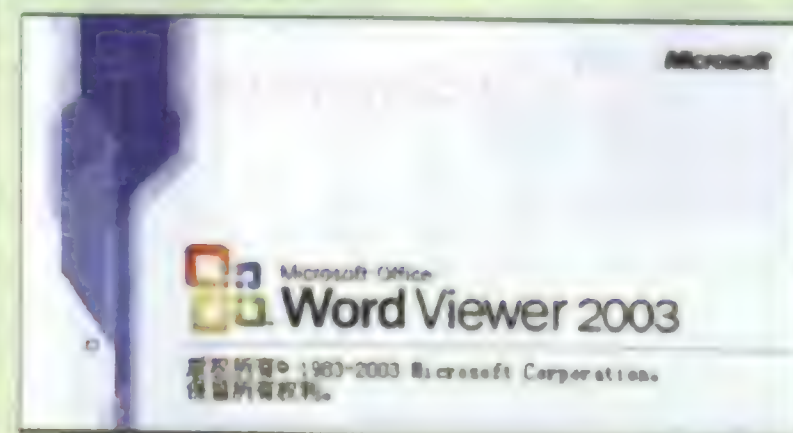 Microsoft
Microsoft Office
Word Viewer 2003
版权所有© 1983-2003 Microsoft Corporation。
保留所有权利。